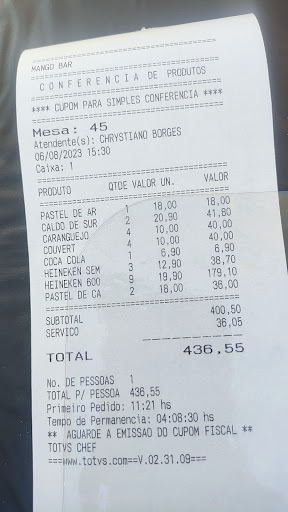 MANGO BAR
CONFERENCIA DE PRODUTOS
**** CUPOM PARA SIMPLES CONFERENCIA ****
Mesa: 45
Atendente(s): CHRYSTIANO BORGES
06/08/2023 15:30
Caixa: 1
PRODUTO QTDE VALOR UN. VALOR
PASTEL DE AR 1 18,00 18,00
CALDO DE SUR 2 20,90 41,80
CARANGUEJO 4 10,00 40,00
COUVERT 4 10,00 40,00
COCA COLA 1 6,90 6,90
HEINEKEN SEM 3 12,90 38,70
HEINEKEN 600 9 19,90 179,10
PASTEL DE CA 2 18,00 36,00
SUBTOTAL 400,50
SERVICO 36,05
TOTAL 436,55
No. DE PESSOAS 1
TOTAL P/ PESSOA 436,55
Primeiro Pedido: 11:21 hs
Tempo de Permanencia: 04:08:30 hs
** AGUARDE A EMISSAO DO CUPOM FISCAL **
TOTVS CHEF
===www.totvs.com==V.02.31.09===